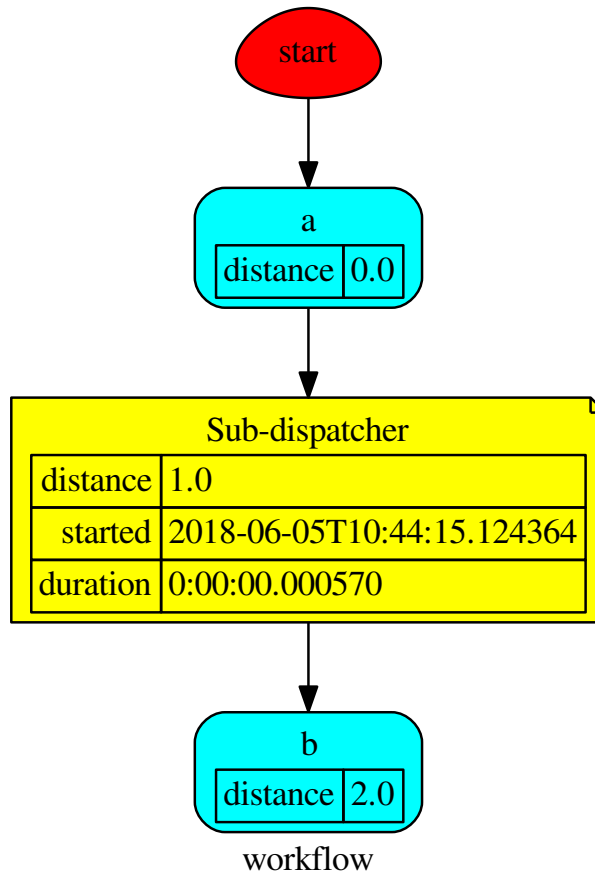 start
a
distance 0.0
Sub-dispatcher
distance 1.0
started 2018-06-05T10:44:15.124364
duration 0:00:00.000570
b
distance 2.0
workflow